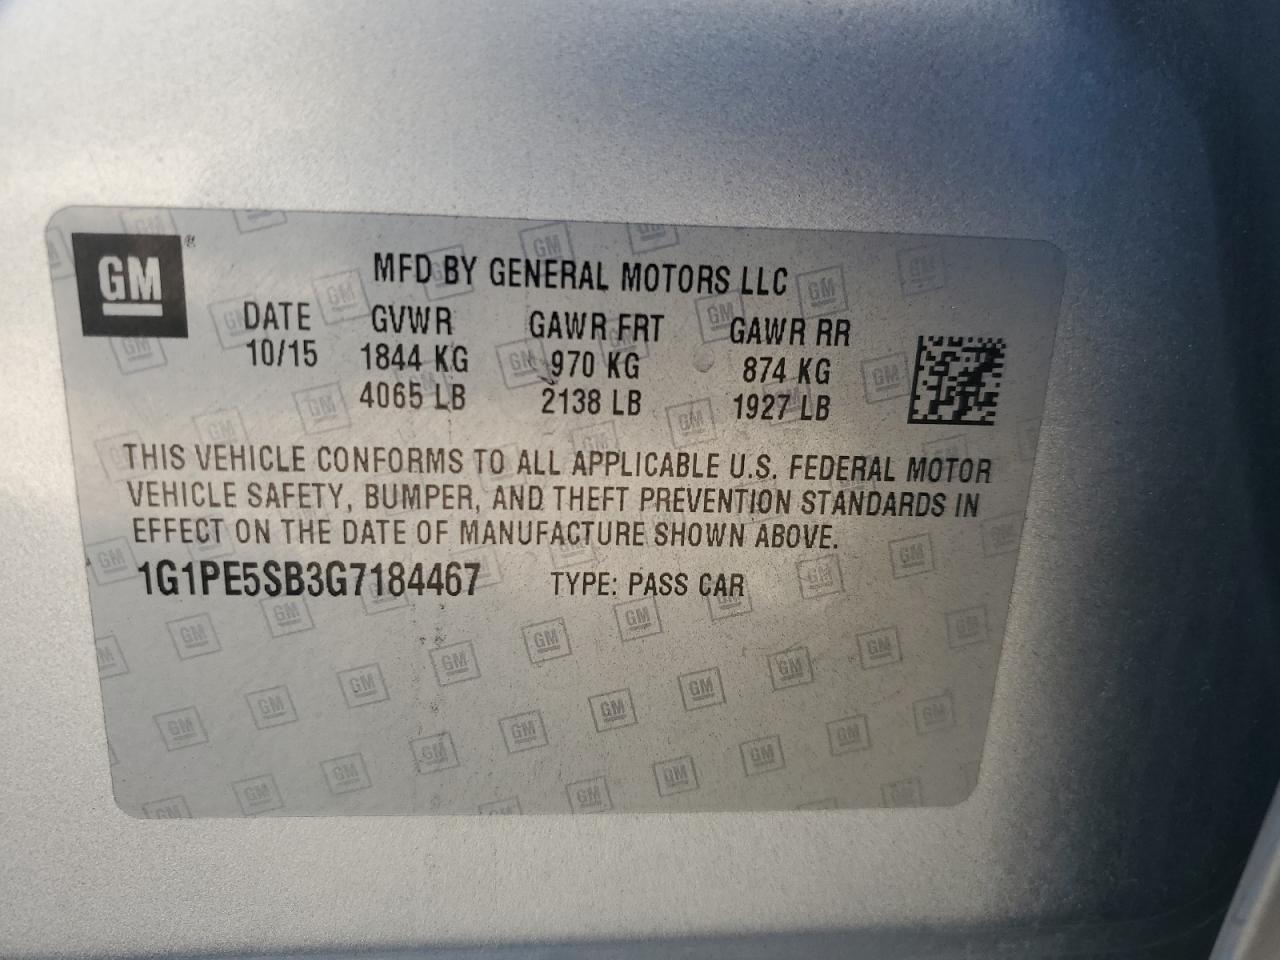 GM®
MFD BY GENERAL MOTORS LLC
DATE GVWR GAWR FRT GAWR RR
10/15 1844 KG 970 KG 874 KG
4065 LB 2138 LB 1927 LB
THIS VEHICLE CONFORMS TO ALL APPLICABLE U.S. FEDERAL MOTOR
VEHICLE SAFETY, BUMPER, AND THEFT PREVENTION STANDARDS IN
EFFECT ON THE DATE OF MANUFACTURE SHOWN ABOVE.
1G1PE5SB3G7184467 TYPE: PASS CAR